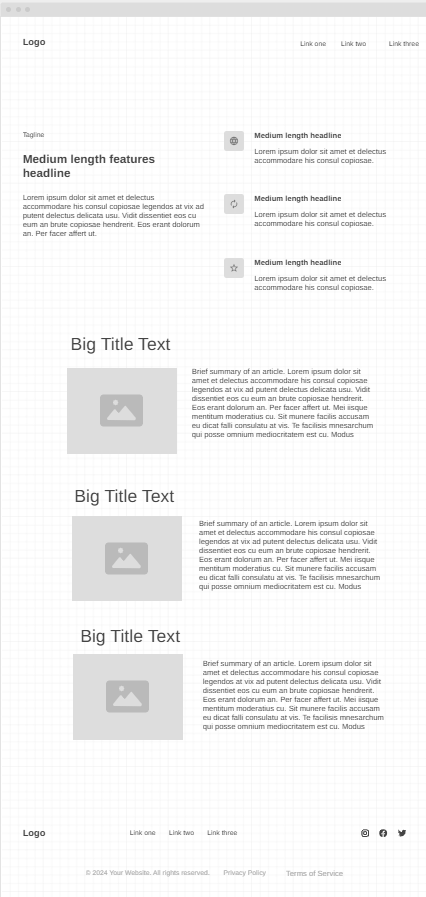 Logo
Link one
Link two
Link three
Tagline
Medium length features
headline
Lorem ipsum dolor sit amet et delectus
accommodare his consul copiosae legendos at vix ad
putent delectus delicata usu. Vidit dissentiet eos cu
eum an brute copiosae hendrerit. Eos erant dolorum
an. Per facer affert ut.
Medium length headline
Lorem ipsum dolor sit amet et delectus
accommodare his consul copiosae.
Medium length headline
Lorem ipsum dolor sit amet et delectus
accommodare his consul copiosae.
Medium length headline
Lorem ipsum dolor sit amet et delectus
accommodare his consul copiosae.
Big Title Text
Brief summary of an article. Lorem ipsum dolor sit
amet et delectus accommodare his consul copiosae
legendos at vix ad putent delectus delicata usu. Vidit
dissentiet eos cu eum an brute copiosae hendrerit.
Eos erant dolorum an. Per facer affert ut. Mei iisque
mentitum moderatius cu. Sit munere facilis accusam
eu dicat falli consulatu at vis. Te facilisis mnesarchum
qui posse omnium mediocritatem est cu. Modus
Big Title Text
Brief summary of an article. Lorem ipsum dolor sit
amet et delectus accommodare his consul copiosae
legendos at vix ad putent delectus delicata usu. Vidit
dissentiet eos cu eum an brute copiosae hendrerit.
Eos erant dolorum an. Per facer affert ut. Mei iisque
mentitum moderatius cu. Sit munere facilis accusam
eu dicat falli consulatu at vis. Te facilisis mnesarchum
qui posse omnium mediocritatem est cu. Modus
Big Title Text
Brief summary of an article. Lorem ipsum dolor sit
amet et delectus accommodare his consul copiosae
legendos at vix ad putent delectus delicata usu. Vidit
dissentiet eos cu eum an brute copiosae hendrerit.
Eos erant dolorum an. Per facer affert ut. Mei iisque
mentitum moderatius cu. Sit munere facilis accusam
eu dicat falli consulatu at vis. Te facilisis mnesarchum
qui posse omnium mediocritatem est cu. Modus
Logo
Link one
Link two
Link three
© 2024 Your Website. All rights reserved.
Privacy Policy
Terms of Service